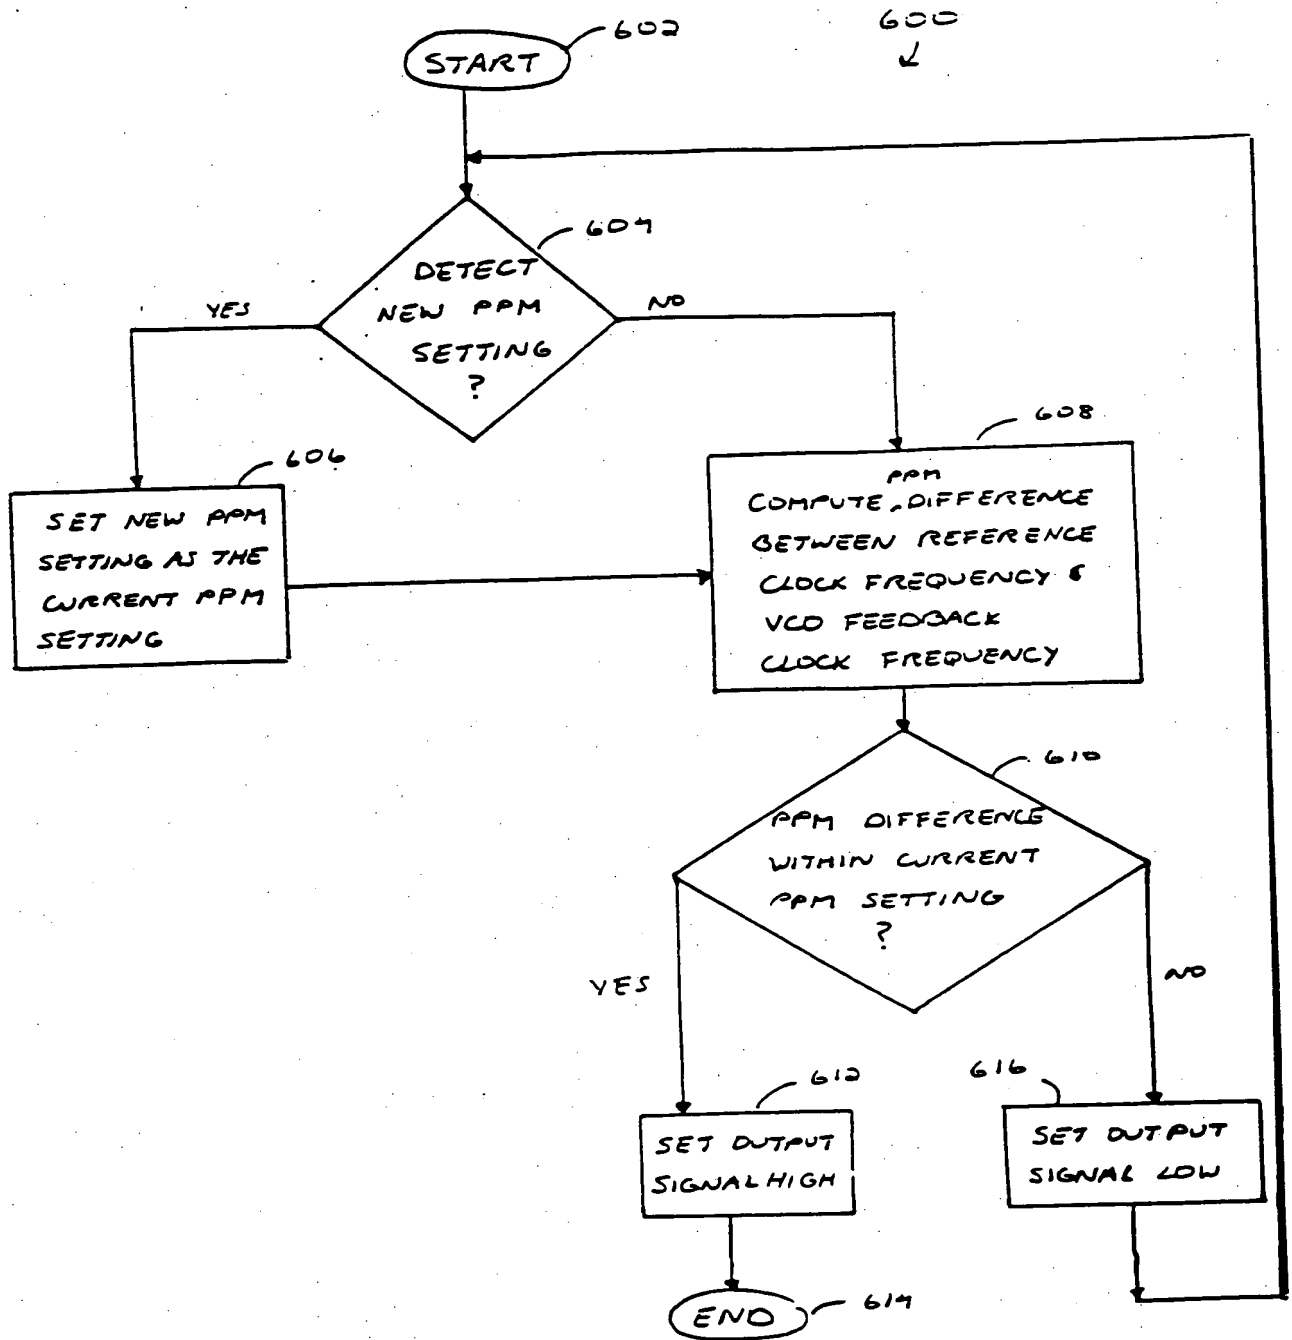 602
600
START
604
DETECT
NEW PPM
SETTING
?
YES
NO
606
SET NEW PPM
SETTING AS THE
CURRENT PPM
SETTING
608
PPM
COMPUTE DIFFERENCE
BETWEEN REFERENCE
CLOCK FREQUENCY &
VCO FEEDBACK
CLOCK FREQUENCY
610
PPM DIFFERENCE
WITHIN CURRENT
PPM SETTING
?
YES
NO
612
SET OUTPUT
SIGNAL HIGH
616
SET OUTPUT
SIGNAL LOW
END
614